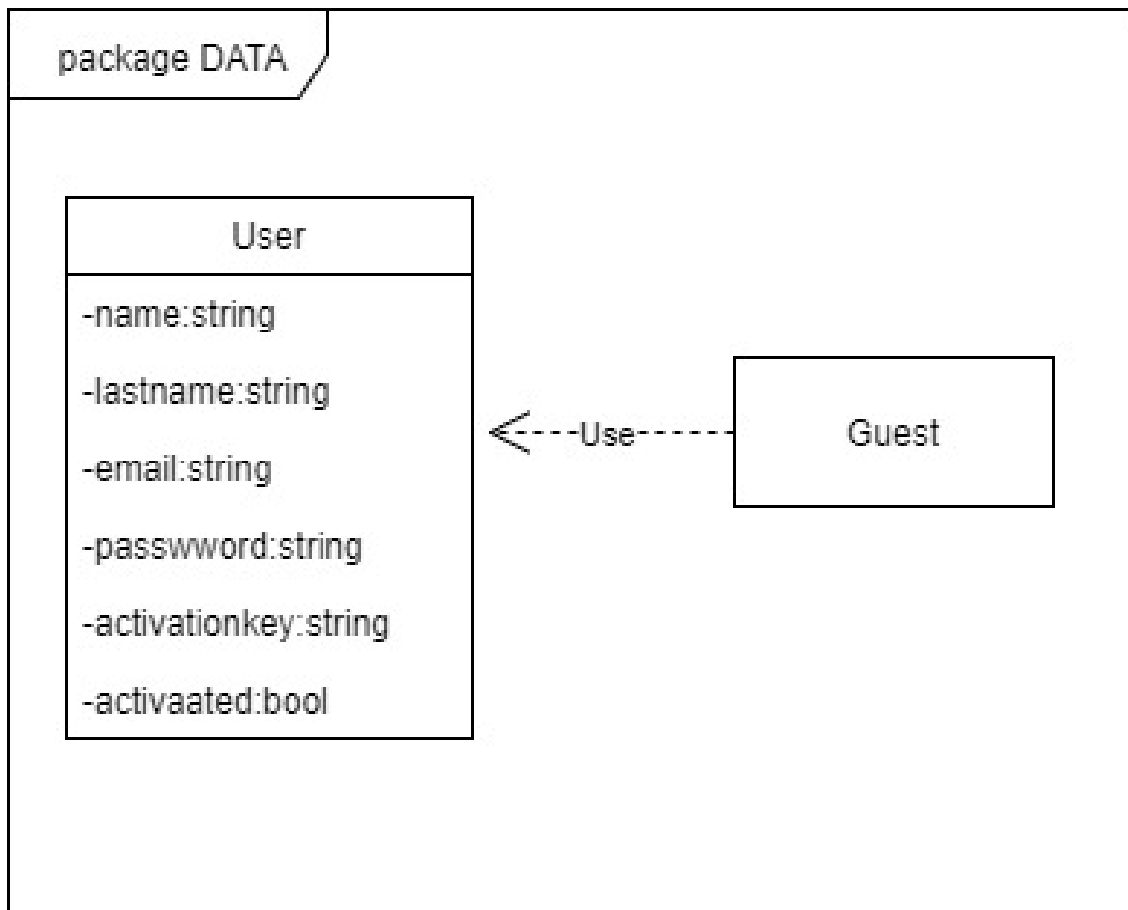 package DATA
User
-name:string
-lastname:string
-email:string
-passwword:string
-activationkey:string
-activaated:bool
Use
Guest